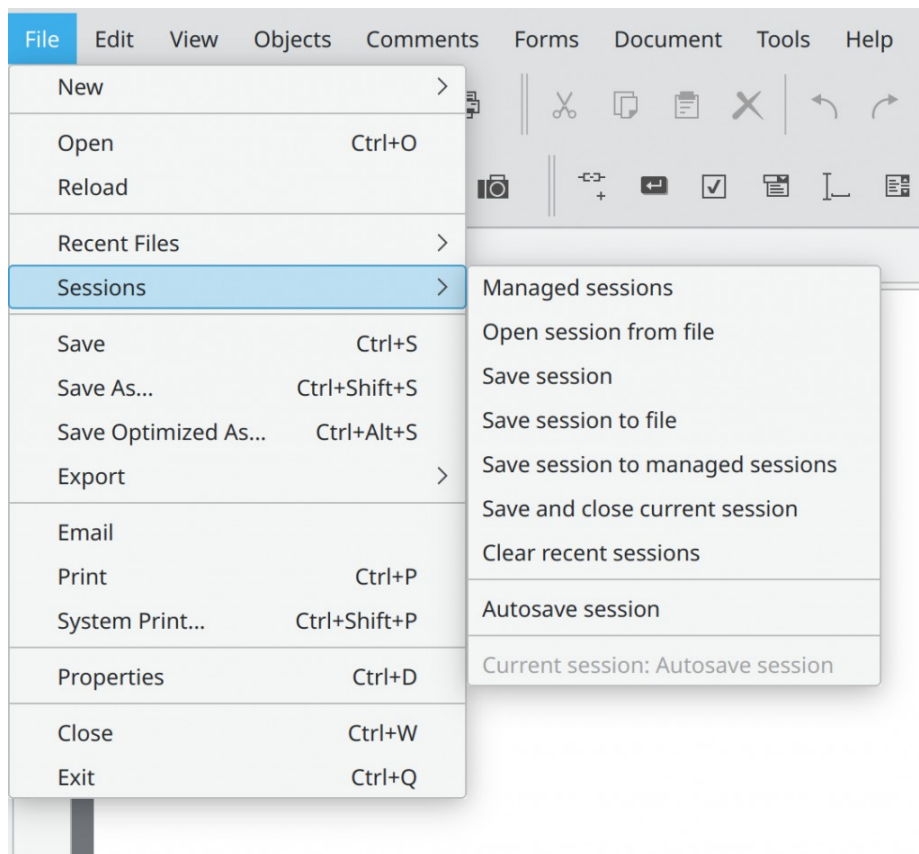 File Edit View Objects Comments Forms Document Tools Help
New
Open Ctrl+O
Reload
Recent Files
Sessions
Save Ctrl+S
Save As... Ctrl+Shift+S
Save Optimized As... Ctrl+Alt+S
Export
Email
Print Ctrl+P
System Print... Ctrl+Shift+P
Properties Ctrl+D
Close Ctrl+W
Exit Ctrl+Q
Managed sessions
Open session from file
Save session
Save session to file
Save session to managed sessions
Save and close current session
Clear recent sessions
Autosave session
Current session: Autosave session